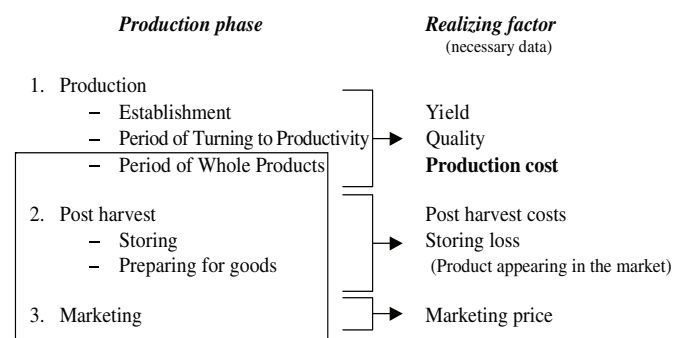 Production phase Realizing factor
(necessary data)
1. Production
– Establishment Yield
– Period of Turning to Productivity Quality
– Period of Whole Products Production cost
2. Post harvest Post harvest costs
– Storing Storing loss
– Preparing for goods (Product appearing in the market)
3. Marketing Marketing price